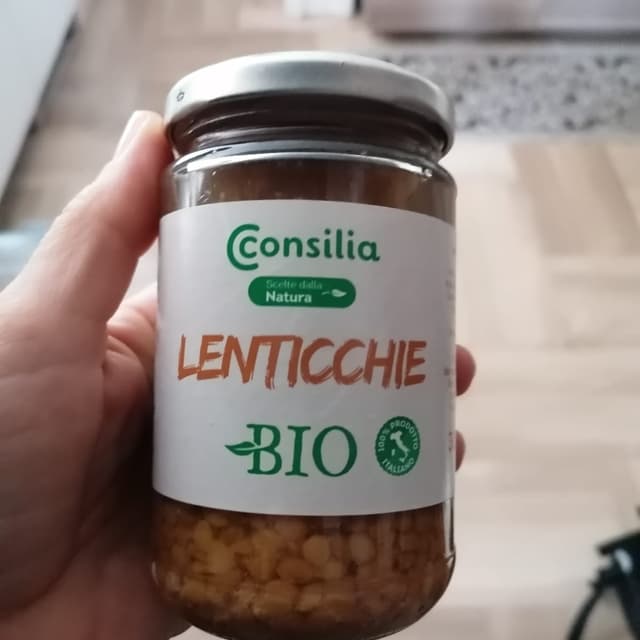 Consilia
Scelte dalla
Natura
LENTICCHIE
BIO
100% PRODOTTO
ITALIANO